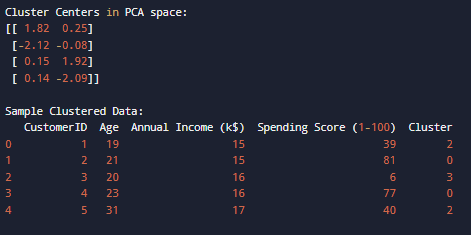 Cluster Centers in PCA space:
[[ 1.82 0.25]
[-2.12 -0.08]
[ 0.15 1.92]
[ 0.14 -2.09]]
Sample Clustered Data:
CustomerID Age Annual Income (k$) Spending Score (1-100) Cluster
0 1 19 15 39 2
1 2 21 15 81 0
2 3 20 16 6 3
3 4 23 16 77 0
4 5 31 17 40 2